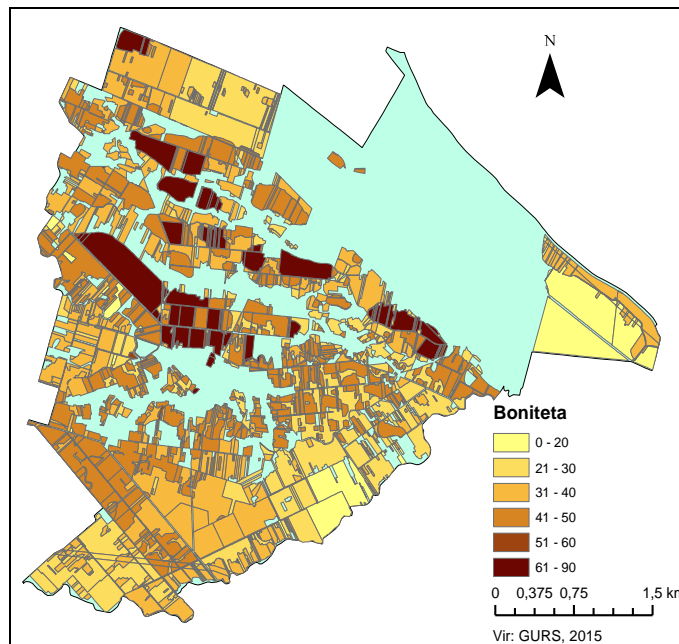 N
Boniteta
0 - 20
21 - 30
31 - 40
41 - 50
51 - 60
61 - 90
0 0,375 0,75 1,5 km
Vir: GURS, 2015